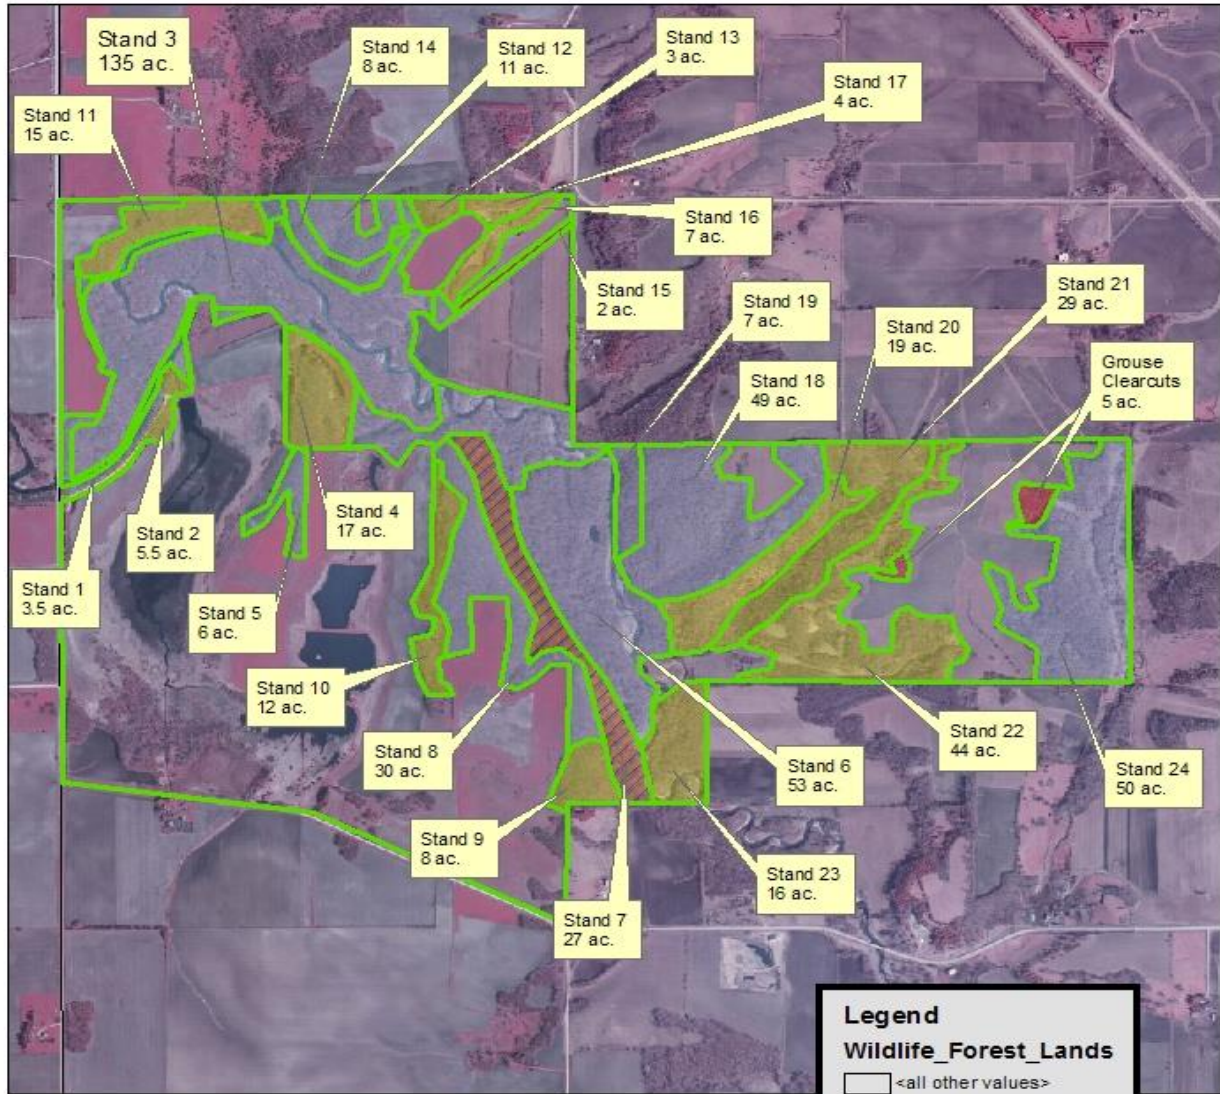 Stand 3
135 ac.
Stand 14
8 ac.
Stand 12
11 ac.
Stand 13
3 ac.
Stand 17
4 ac.
Stand 11
15 ac.
Stand 16
7 ac.
Stand 15
2 ac.
Stand 19
7 ac.
Stand 21
29 ac.
Stand 20
19 ac.
Grouse
Clearcuts
5 ac.
Stand 18
49 ac.
Stand 4
17 ac.
Stand 2
5.5 ac.
Stand 1
3.5 ac.
Stand 5
6 ac.
Stand 10
12 ac.
Stand 8
30 ac.
Stand 6
53 ac.
Stand 22
44 ac.
Stand 24
50 ac.
Stand 9
8 ac.
Stand 23
16 ac.
Stand 7
27 ac.
Legend
Wildlife_Forest_Lands
<all other values>